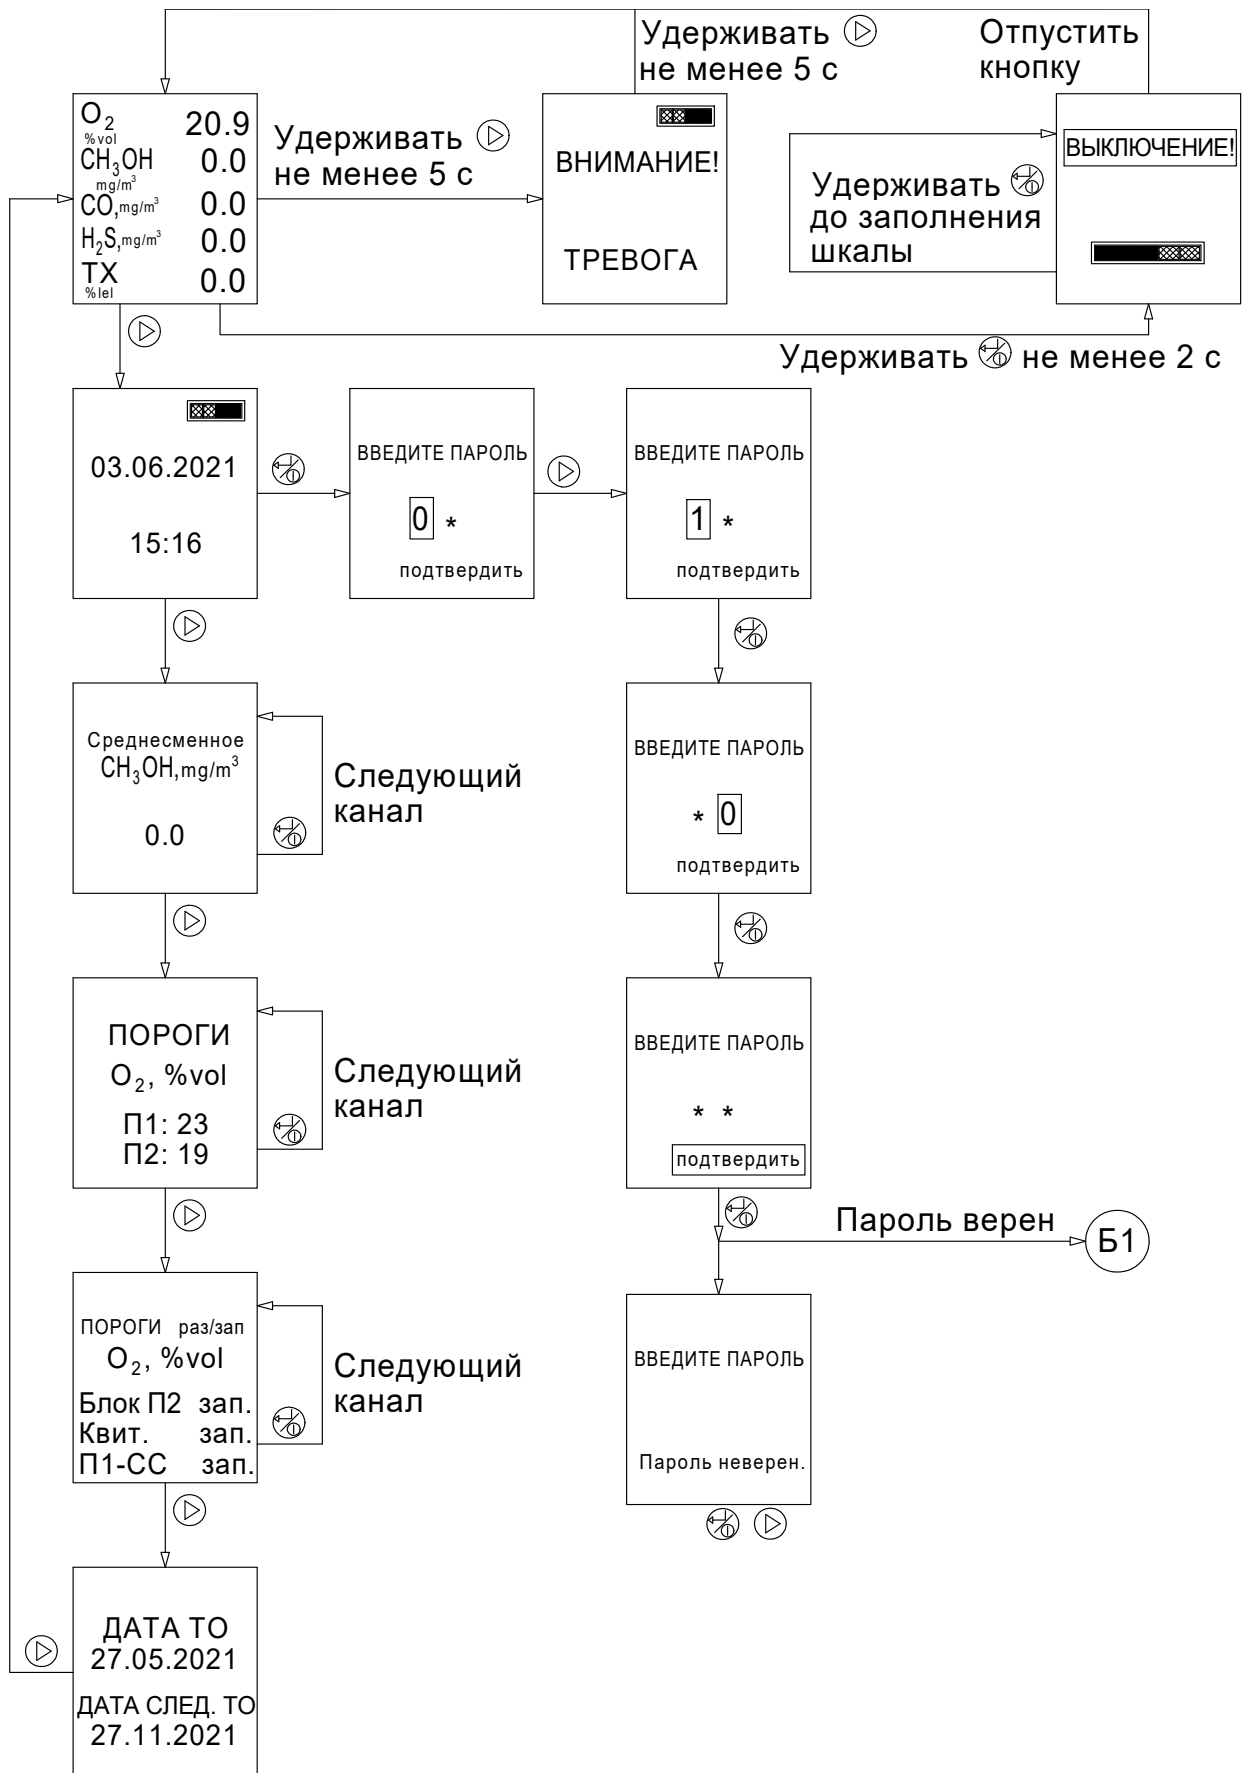 Удерживать
не менее 5 с
Отпустить
кнопку
O2
%vol
20.9
CH3OH
mg/m³
0.0
CO,mg/m³
0.0
H2S,mg/m³
0.0
TX
%lel
0.0
Удерживать
не менее 5 с
ВНИМАНИЕ!
ТРЕВОГА
Удерживать
до заполнения
шкалы
ВЫКЛЮЧЕНИЕ!
Удерживать не менее 2 с
03.06.2021
15:16
ВВЕДИТЕ ПАРОЛЬ
0 *
подтвердить
ВВЕДИТЕ ПАРОЛЬ
1 *
подтвердить
Среднесменное
CH3OH,mg/m³
0.0
Следующий
канал
ВВЕДИТЕ ПАРОЛЬ
* 0
подтвердить
ПОРОГИ
O2, %vol
П1: 23
П2: 19
Следующий
канал
ВВЕДИТЕ ПАРОЛЬ
* *
подтвердить
Пароль верен
Б1
ПОРОГИ раз/зап
O2, %vol
Блок П2 зап.
Квит. зап.
П1-СС зап.
Следующий
канал
ВВЕДИТЕ ПАРОЛЬ
Пароль неверен.
ДАТА ТО
27.05.2021
ДАТА СЛЕД. ТО
27.11.2021